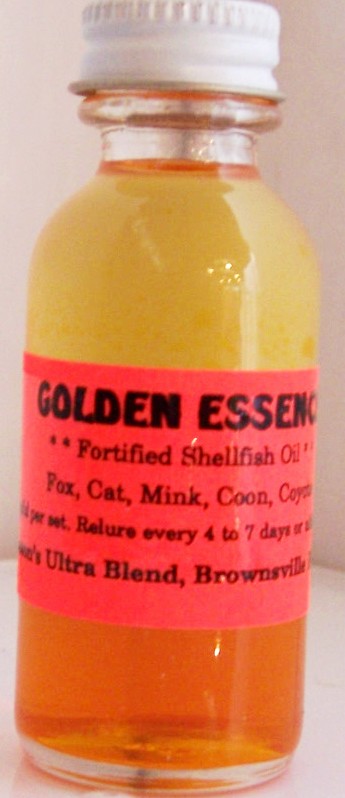 GOLDEN ESSENC
** Fortified Shellfish Oil *
Fox, Cat, Mink, Coon, Coyo
per set. Relure every 4 to 7 days or
Ultra Blend, Brownsville